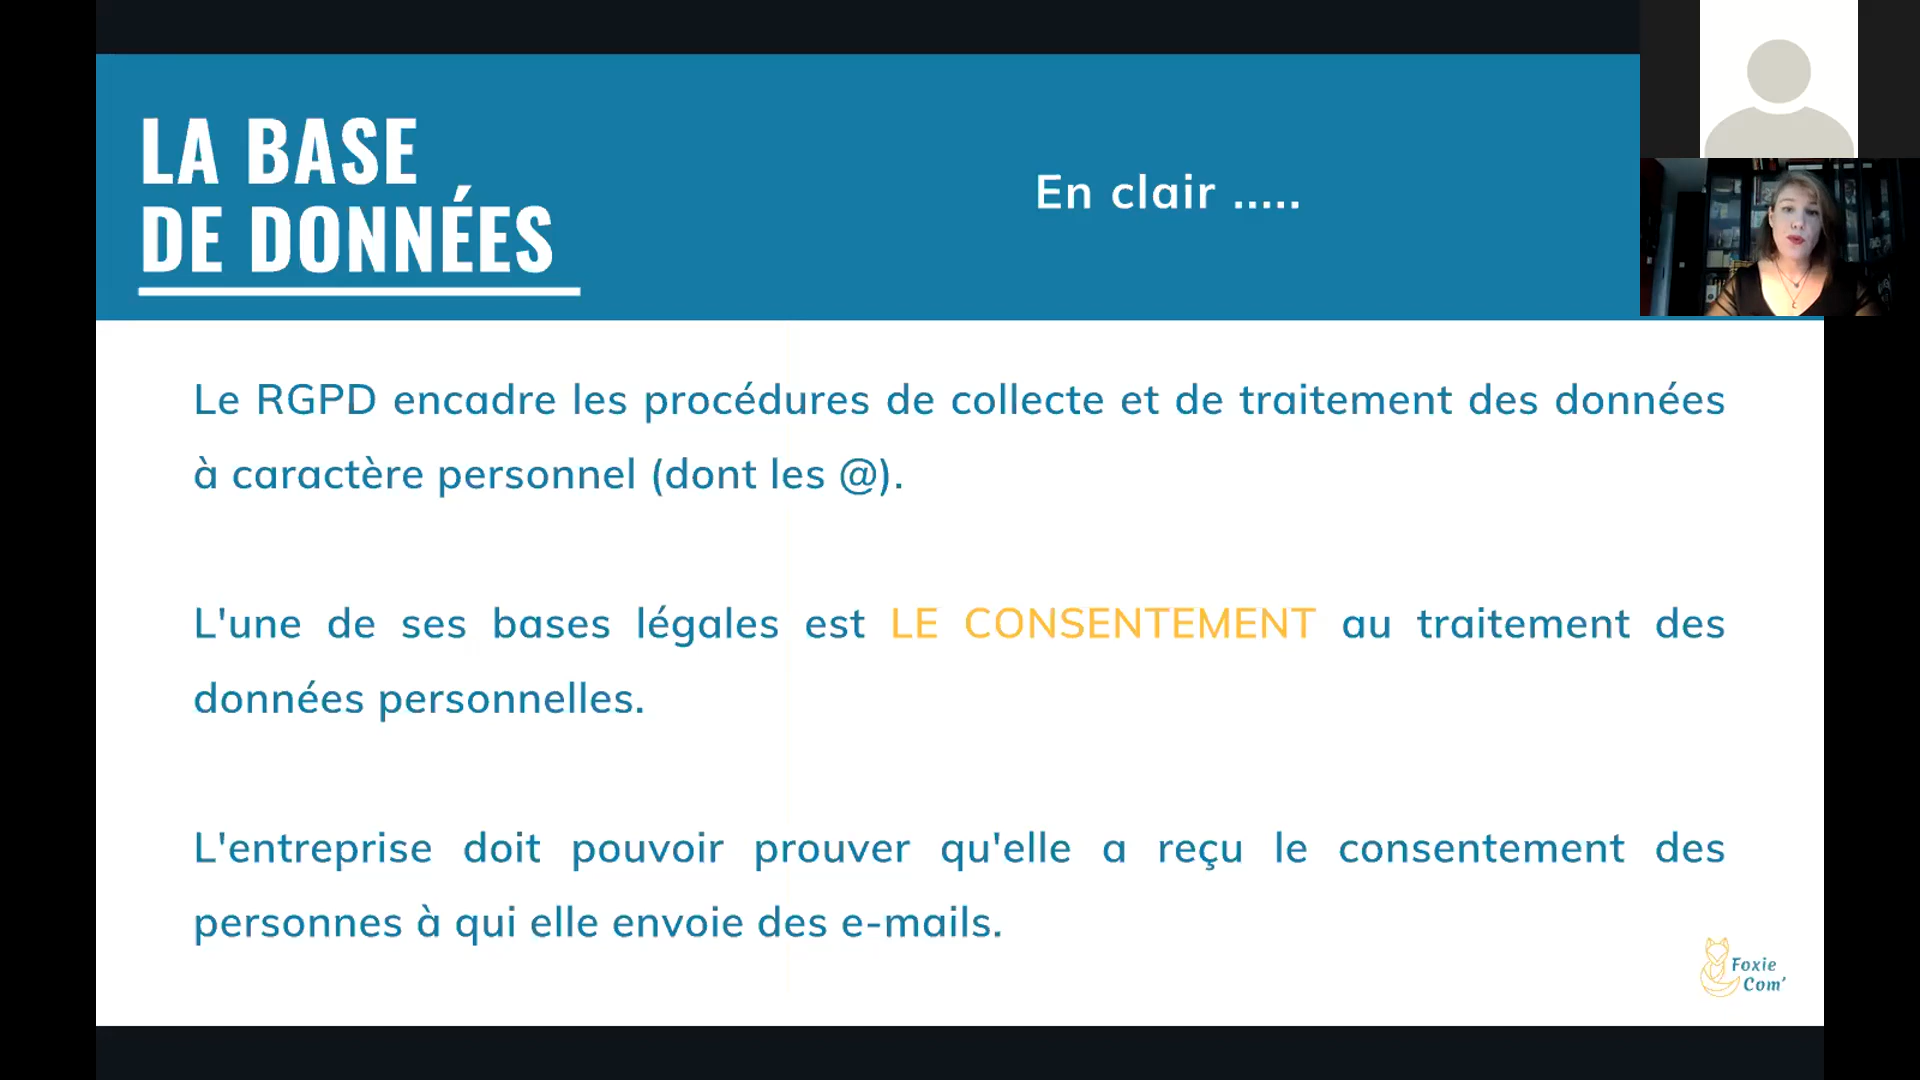 LA BASE
DE DONNÉES
En clair .....
Le RGPD encadre les procédures de collecte et de traitement des données
à caractère personnel (dont les @).
L'une de ses bases légales est LE CONSENTEMENT au traitement des
données personnelles.
L'entreprise doit pouvoir prouver qu'elle a reçu le consentement des
personnes à qui elle envoie des e-mails.
Foxie
Com'